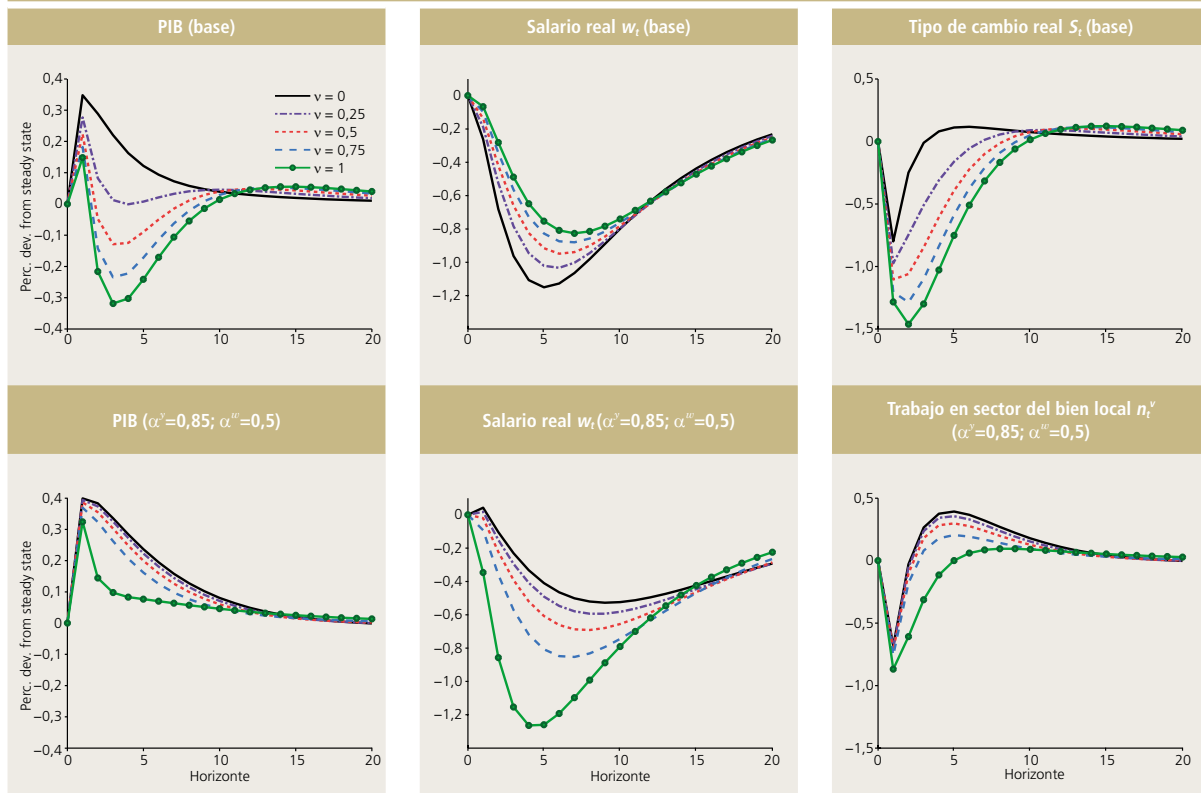 PIB (base)
Perc. dev. from steady state
0,4
0,3
0,2
0,1
0
−0,1
−0,2
−0,3
−0,4
0 5 10 15 20
ν = 0
ν = 0,25
ν = 0,5
ν = 0,75
ν = 1
Salario real wₜ (base)
0
−0,2
−0,4
−0,6
−0,8
−1,0
−1,2
0 5 10 15 20
Tipo de cambio real Sₜ (base)
0,5
0,0
−0,5
−1,0
−1,5
0 5 10 15 20
PIB (αʸ=0,85; αʷ=0,5)
Perc. dev. from steady state
0,4
0,3
0,2
0,1
0
−0,1
−0,2
−0,3
−0,4
0 5 10 15 20
Horizonte
Salario real wₜ (αʸ=0,85; αʷ=0,5)
0
−0,2
−0,4
−0,6
−0,8
−1,0
−1,2
0 5 10 15 20
Horizonte
Trabajo en sector del bien local nₜᵛ
(αʸ=0,85; αʷ=0,5)
0,5
0,0
−0,5
−1,0
−1,5
0 5 10 15 20
Horizonte